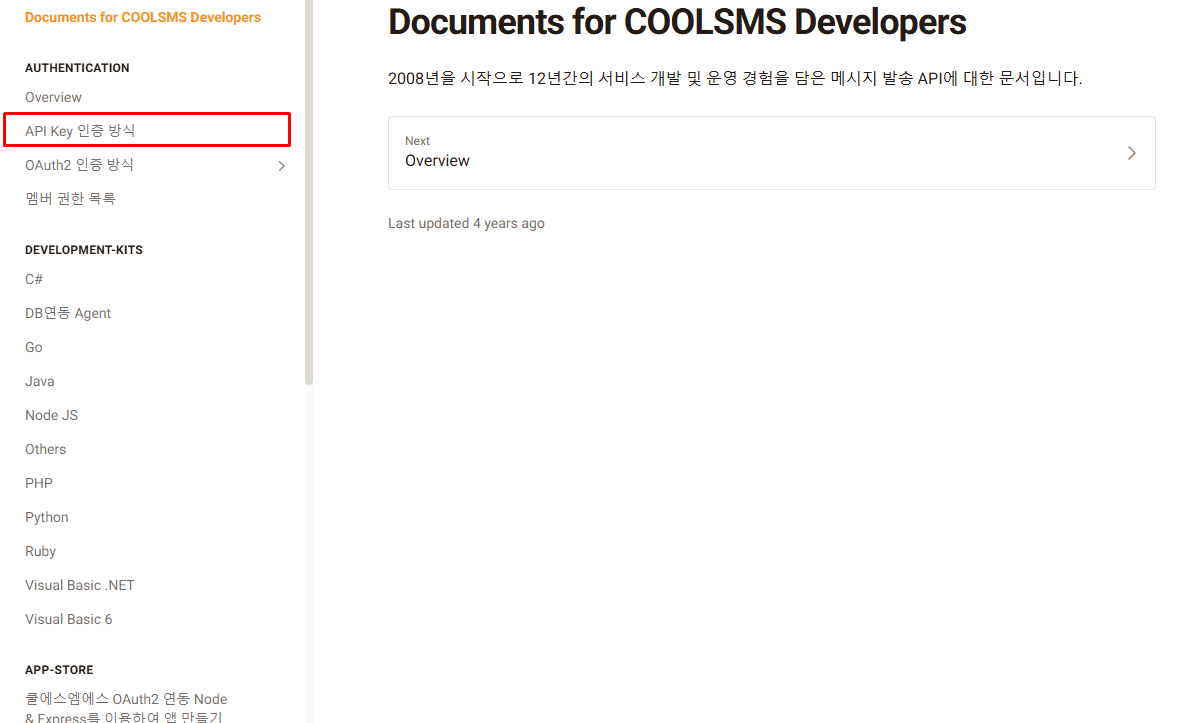 Documents for COOLSMS Developers
AUTHENTICATION
Overview
API Key 인증 방식
OAuth2 인증 방식
멤버 권한 목록
DEVELOPMENT-KITS
C#
DB연동 Agent
Go
Java
Node JS
Others
PHP
Python
Ruby
Visual Basic .NET
Visual Basic 6
APP-STORE
쿨에스엠에스 OAuth2 연동 Node
& Express를 이용하여 앱 만들기
Documents for COOLSMS Developers
2008년을 시작으로 12년간의 서비스 개발 및 운영 경험을 담은 메시지 발송 API에 대한 문서입니다.
Next
Overview
Last updated 4 years ago